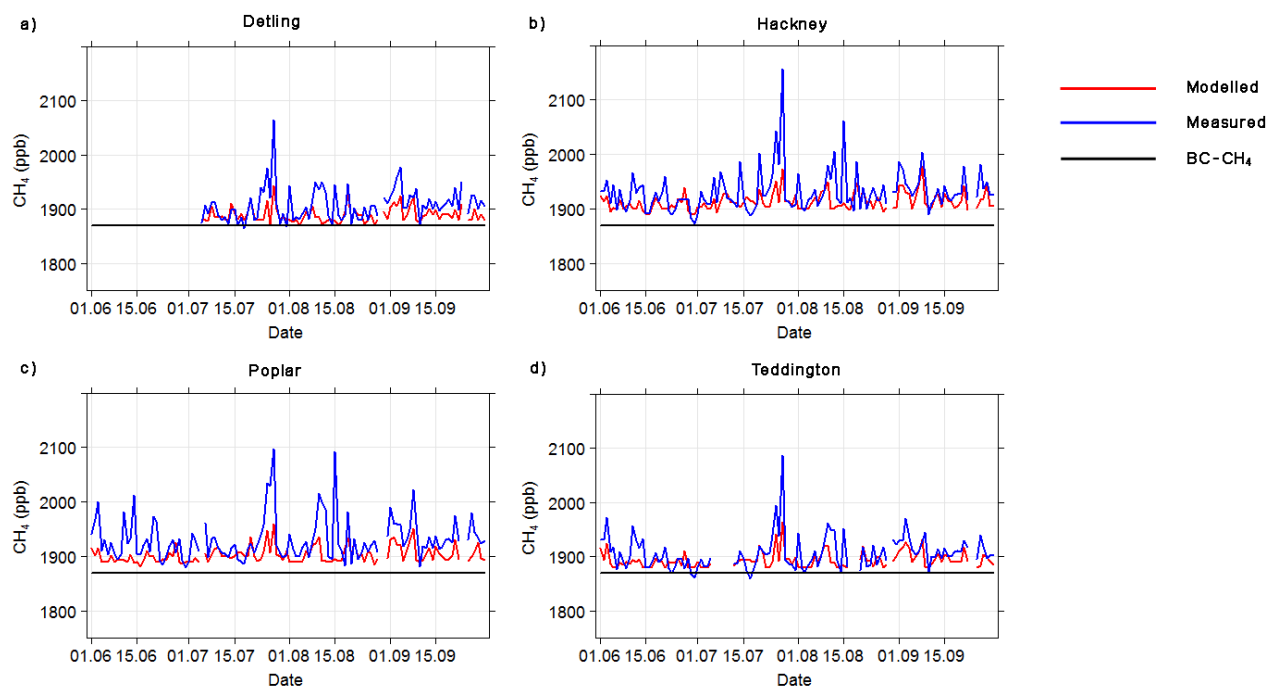 a) Detling
CH₄ (ppb)
2100
2000
1900
1800
01.06 15.06 01.07 15.07 01.08 15.08 01.09 15.09
Date
b) Hackney
CH₄ (ppb)
2100
2000
1900
1800
01.06 15.06 01.07 15.07 01.08 15.08 01.09 15.09
Date
Modelled
Measured
BC-CH₄
c) Poplar
CH₄ (ppb)
2100
2000
1900
1800
01.06 15.06 01.07 15.07 01.08 15.08 01.09 15.09
Date
d) Teddington
CH₄ (ppb)
2100
2000
1900
1800
01.06 15.06 01.07 15.07 01.08 15.08 01.09 15.09
Date